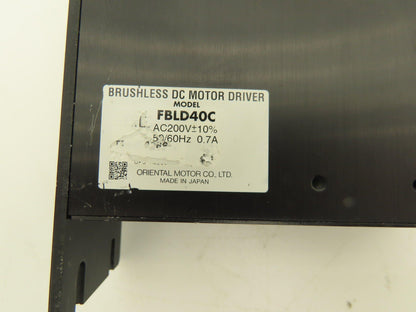 BRUSHLESS DC MOTOR DRIVER
MODEL
FBLD40C
AC200V±10%
50/60Hz 0.7A
ORIENTAL MOTOR CO., LTD.
MADE IN JAPAN